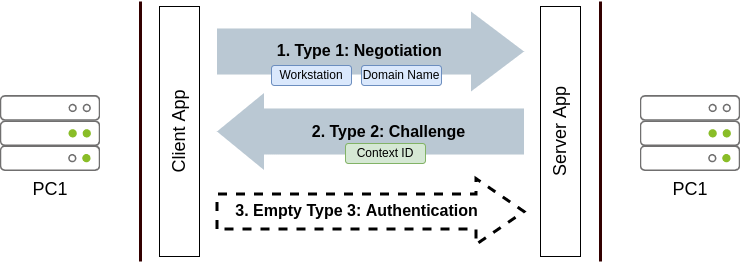 1. Type 1: Negotiation
Workstation
Domain Name
Client App
Server App
2. Type 2: Challenge
Context ID
PC1
PC1
3. Empty Type 3: Authentication